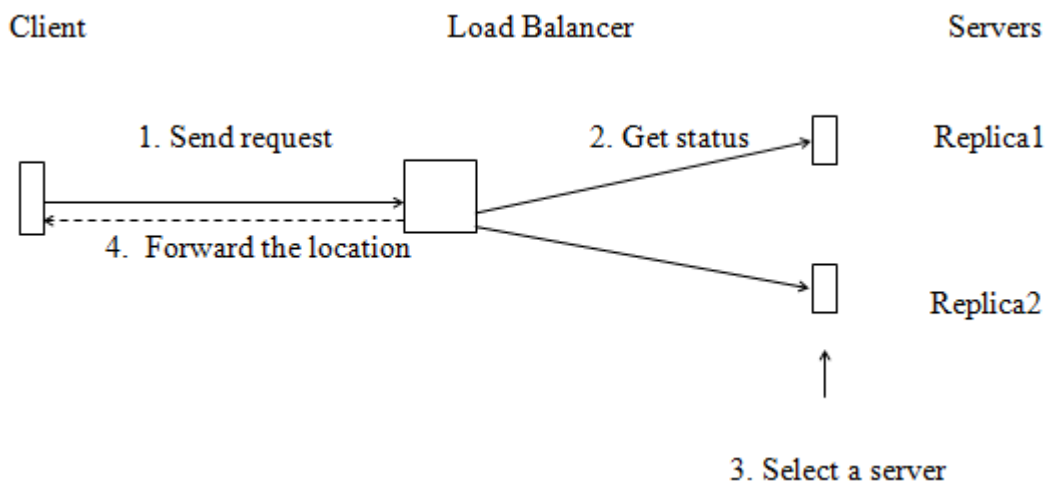 Client
Load Balancer
Servers
1. Send request
2. Get status
Replica1
4. Forward the location
Replica2
3. Select a server